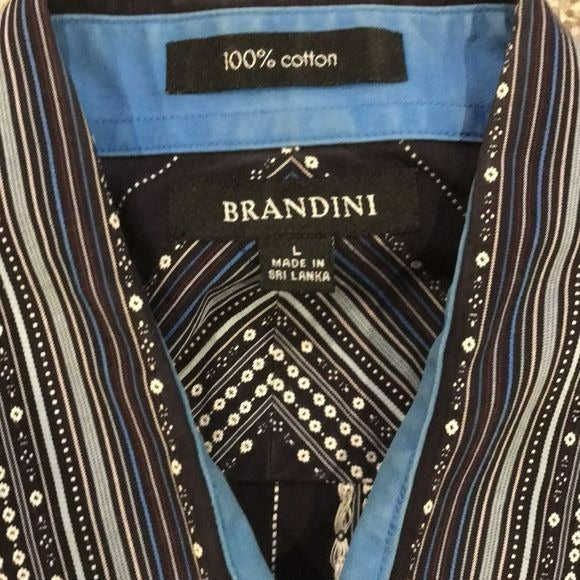 100% cotton
BRANDINI
L
MADE IN
SRI LANKA